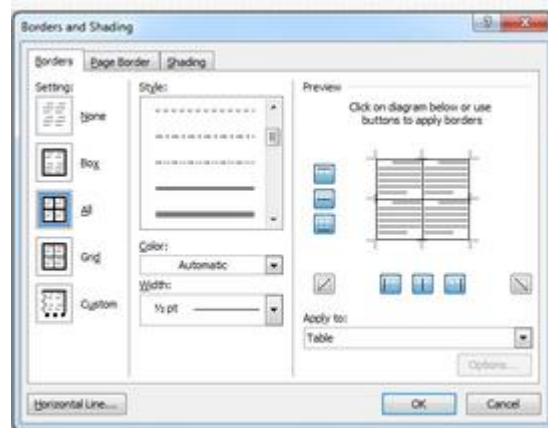 Borders and Shading
Borders
Page Border
Shading
Setting:
None
Box
All
Grid
Custom
Style:
Color:
Automatic
Width:
½ pt
Preview
Click on diagram below or use
buttons to apply borders
Apply to:
Table
Options...
Horizontal Line...
OK
Cancel